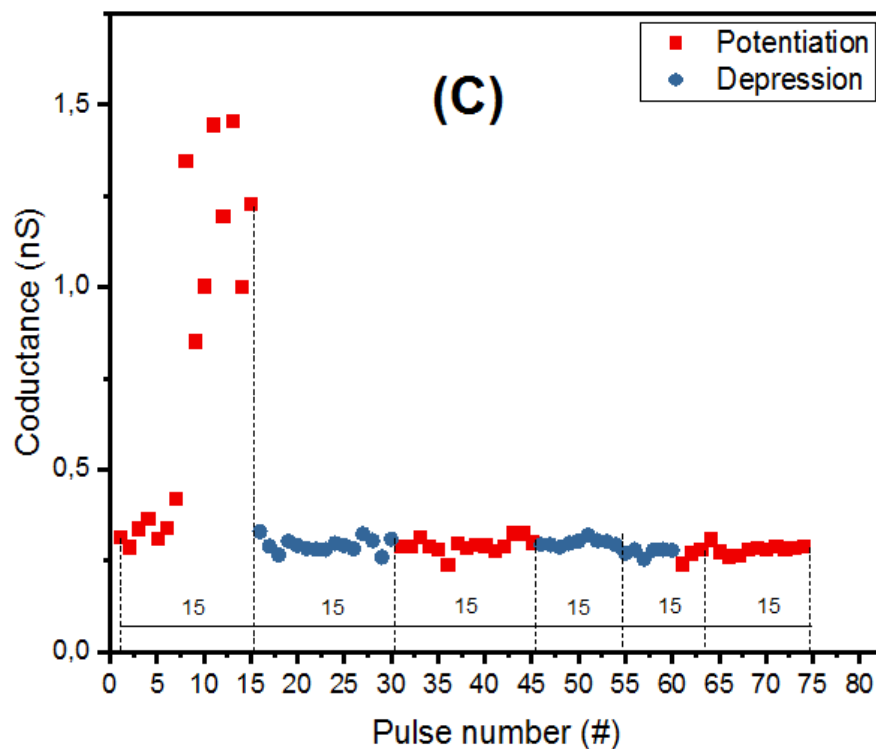 Potentiation
Depression
(C)
1,5
1,0
0,5
0,0
Coductance (nS)
15 15 15 15 15 15
0 5 10 15 20 25 30 35 40 45 50 55 60 65 70 75 80
Pulse number (#)